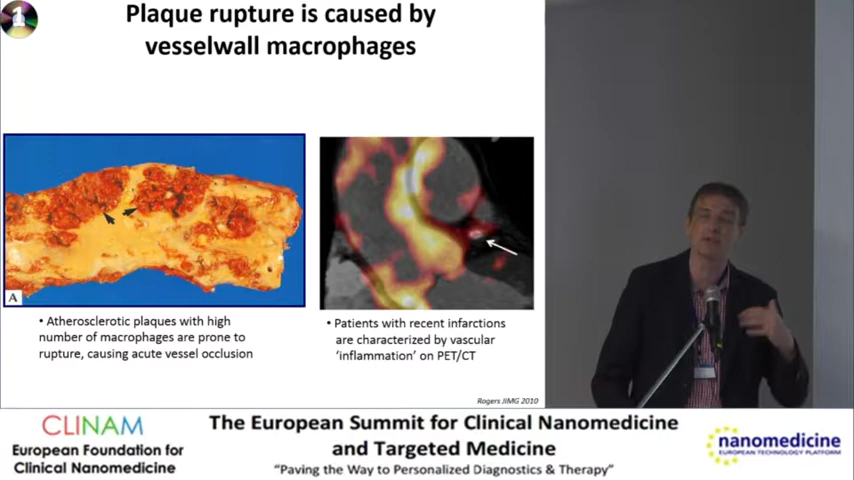 1
Plaque rupture is caused by
vesselwall macrophages
A
• Atherosclerotic plaques with high
number of macrophages are prone to
rupture, causing acute vessel occlusion
• Patients with recent infarctions
are characterized by vascular
'inflammation' on PET/CT
Rogers JIMG 2010
CLINAM
European Foundation for
Clinical Nanomedicine
The European Summit for Clinical Nanomedicine
and Targeted Medicine
"Paving the Way to Personalized Diagnostics & Therapy"
nanomedicine
EUROPEAN TECHNOLOGY PLATFORM